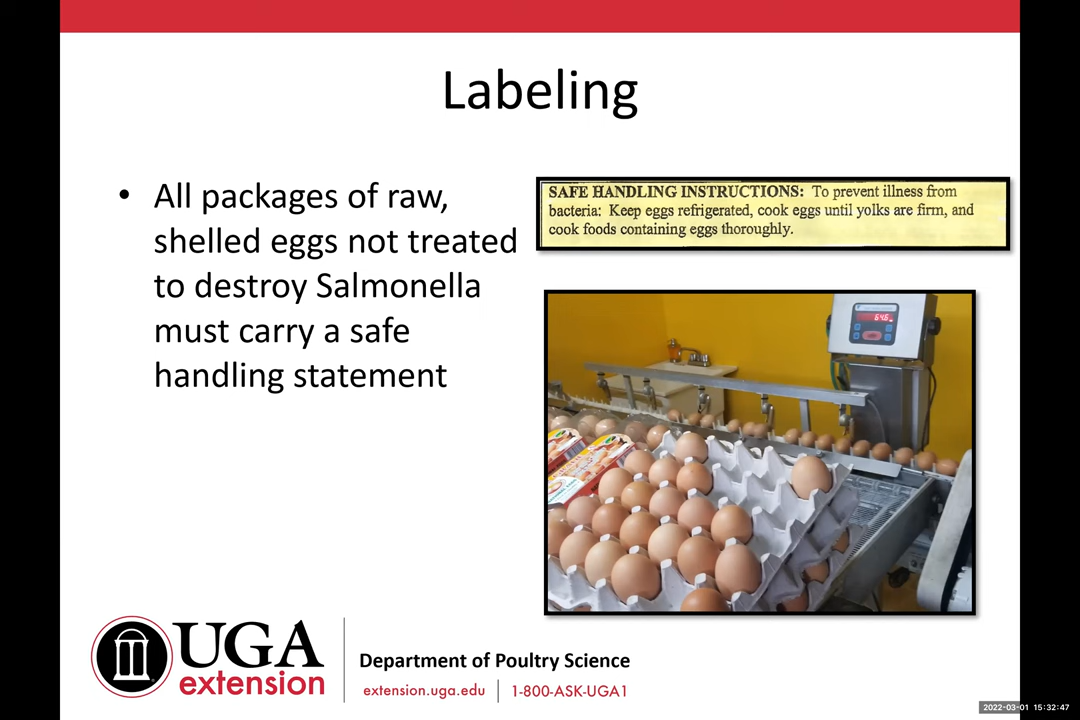 Labeling
• All packages of raw,
shelled eggs not treated
to destroy Salmonella
must carry a safe
handling statement
SAFE HANDLING INSTRUCTIONS: To prevent illness from
bacteria: Keep eggs refrigerated, cook eggs until yolks are firm, and
cook foods containing eggs thoroughly.
UGA
extension
Department of Poultry Science
extension.uga.edu | 1-800-ASK-UGA1
2022-03-01 15:32:47